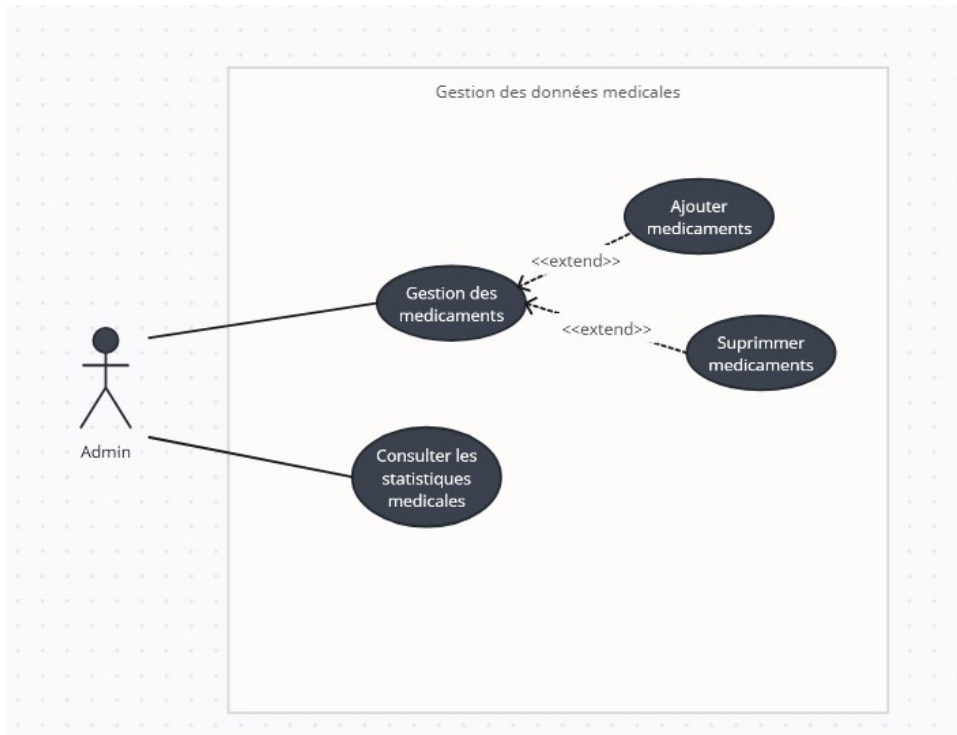 Gestion des données medicales
Ajouter
medicaments
<<extend>>
Gestion des
medicaments
<<extend>>
Suprimmer
medicaments
Admin
Consulter les
statistiques
medicales